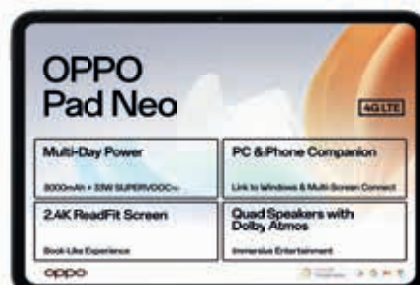 OPPO
Pad Neo
4G LTE
Multi-Day Power
8000mAh + 33W SUPERVOOC
PC & Phone Companion
Link to Windows & Multi-Screen Connect
2.4K ReadFit Screen
Book-Like Experience
Quad Speakers with
Dolby Atmos
Immersive Entertainment
oppo